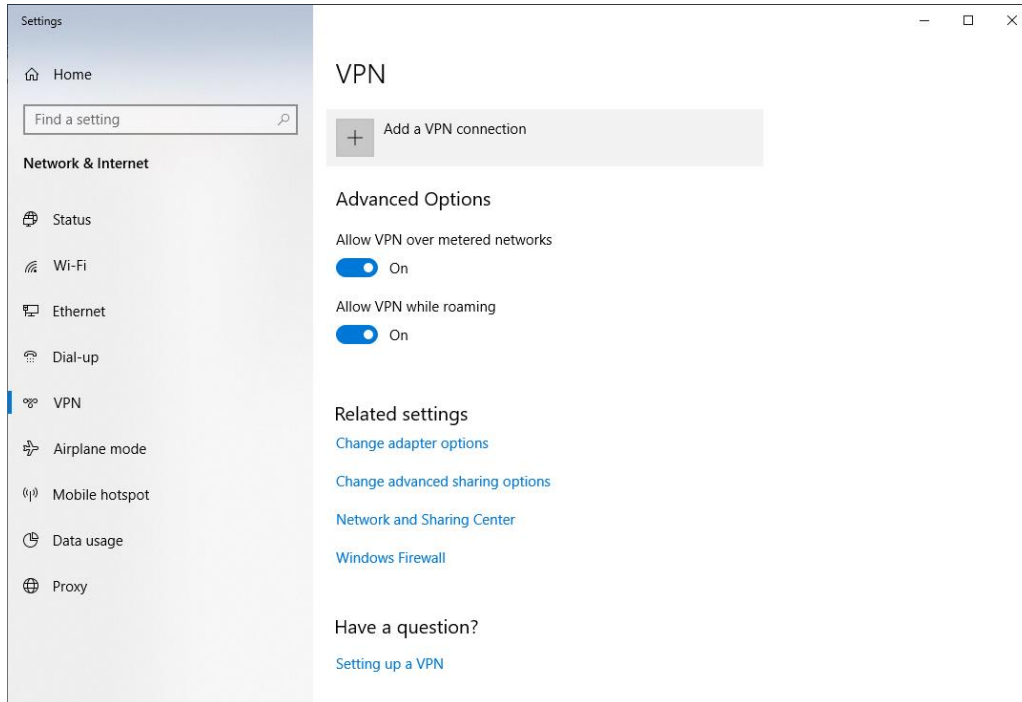 Settings
Home
Find a setting
Network & Internet
Status
Wi-Fi
Ethernet
Dial-up
VPN
Airplane mode
Mobile hotspot
Data usage
Proxy
VPN
Add a VPN connection
Advanced Options
Allow VPN over metered networks
On
Allow VPN while roaming
On
Related settings
Change adapter options
Change advanced sharing options
Network and Sharing Center
Windows Firewall
Have a question?
Setting up a VPN